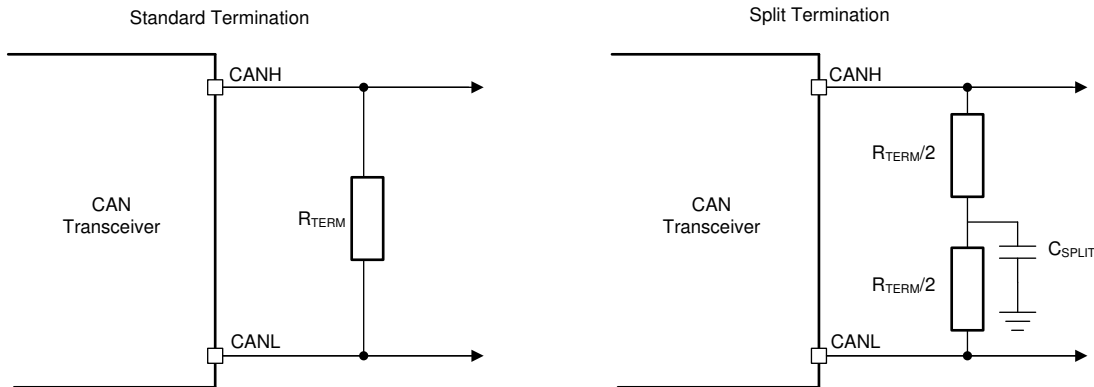 Standard Termination
CANH
CAN
Transceiver
RTERM
CANL
Split Termination
CANH
RTERM/2
CAN
Transceiver
CSPLIT
RTERM/2
CANL